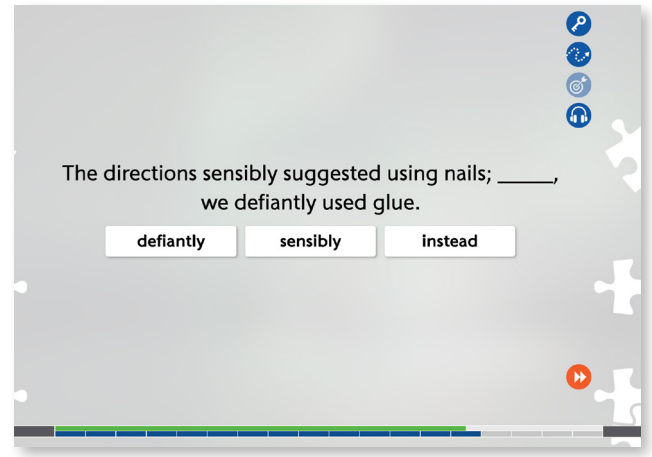 The directions sensibly suggested using nails; _____,
we defiantly used glue.
defiantly sensibly instead